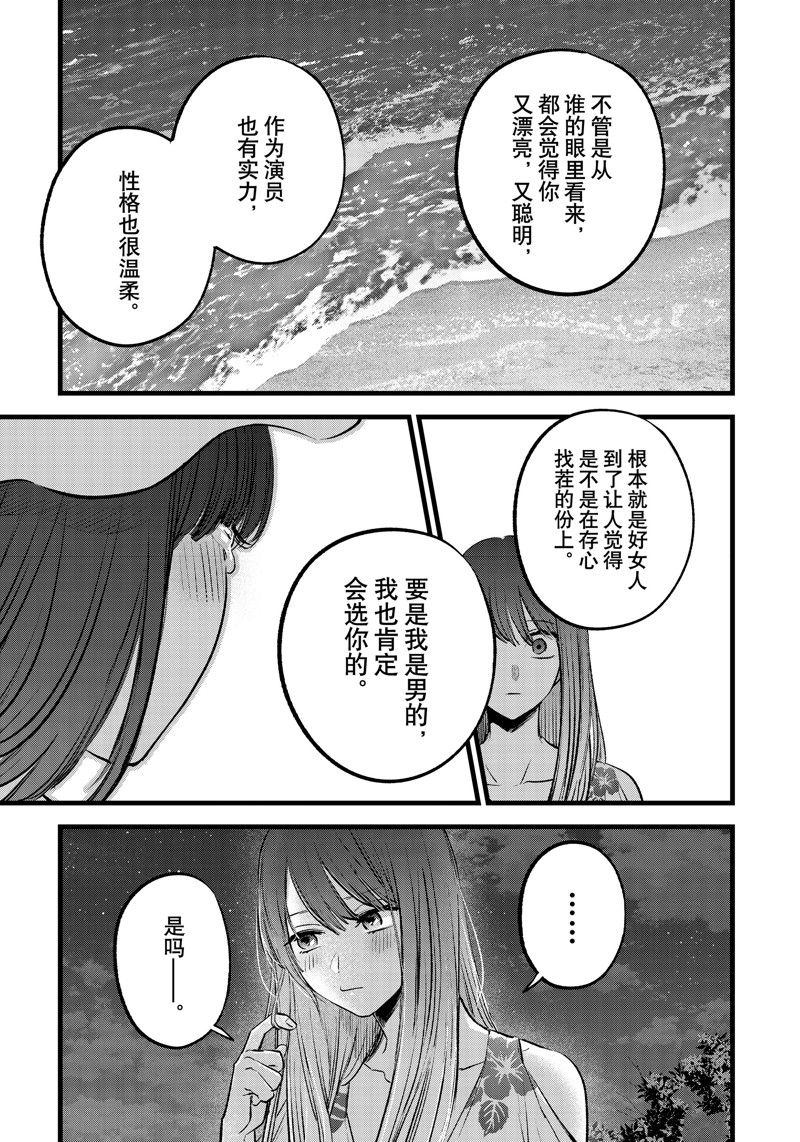 不管是从
谁的眼里看来，
都会觉得你
又漂亮，又聪明，
作为演员
也有实力，
性格也很温柔。
根本就是好女人
到了让人觉得
是不是在存心
找茬的份上。
要是我是男的，
我也肯定
会选你的。
……
是吗——。